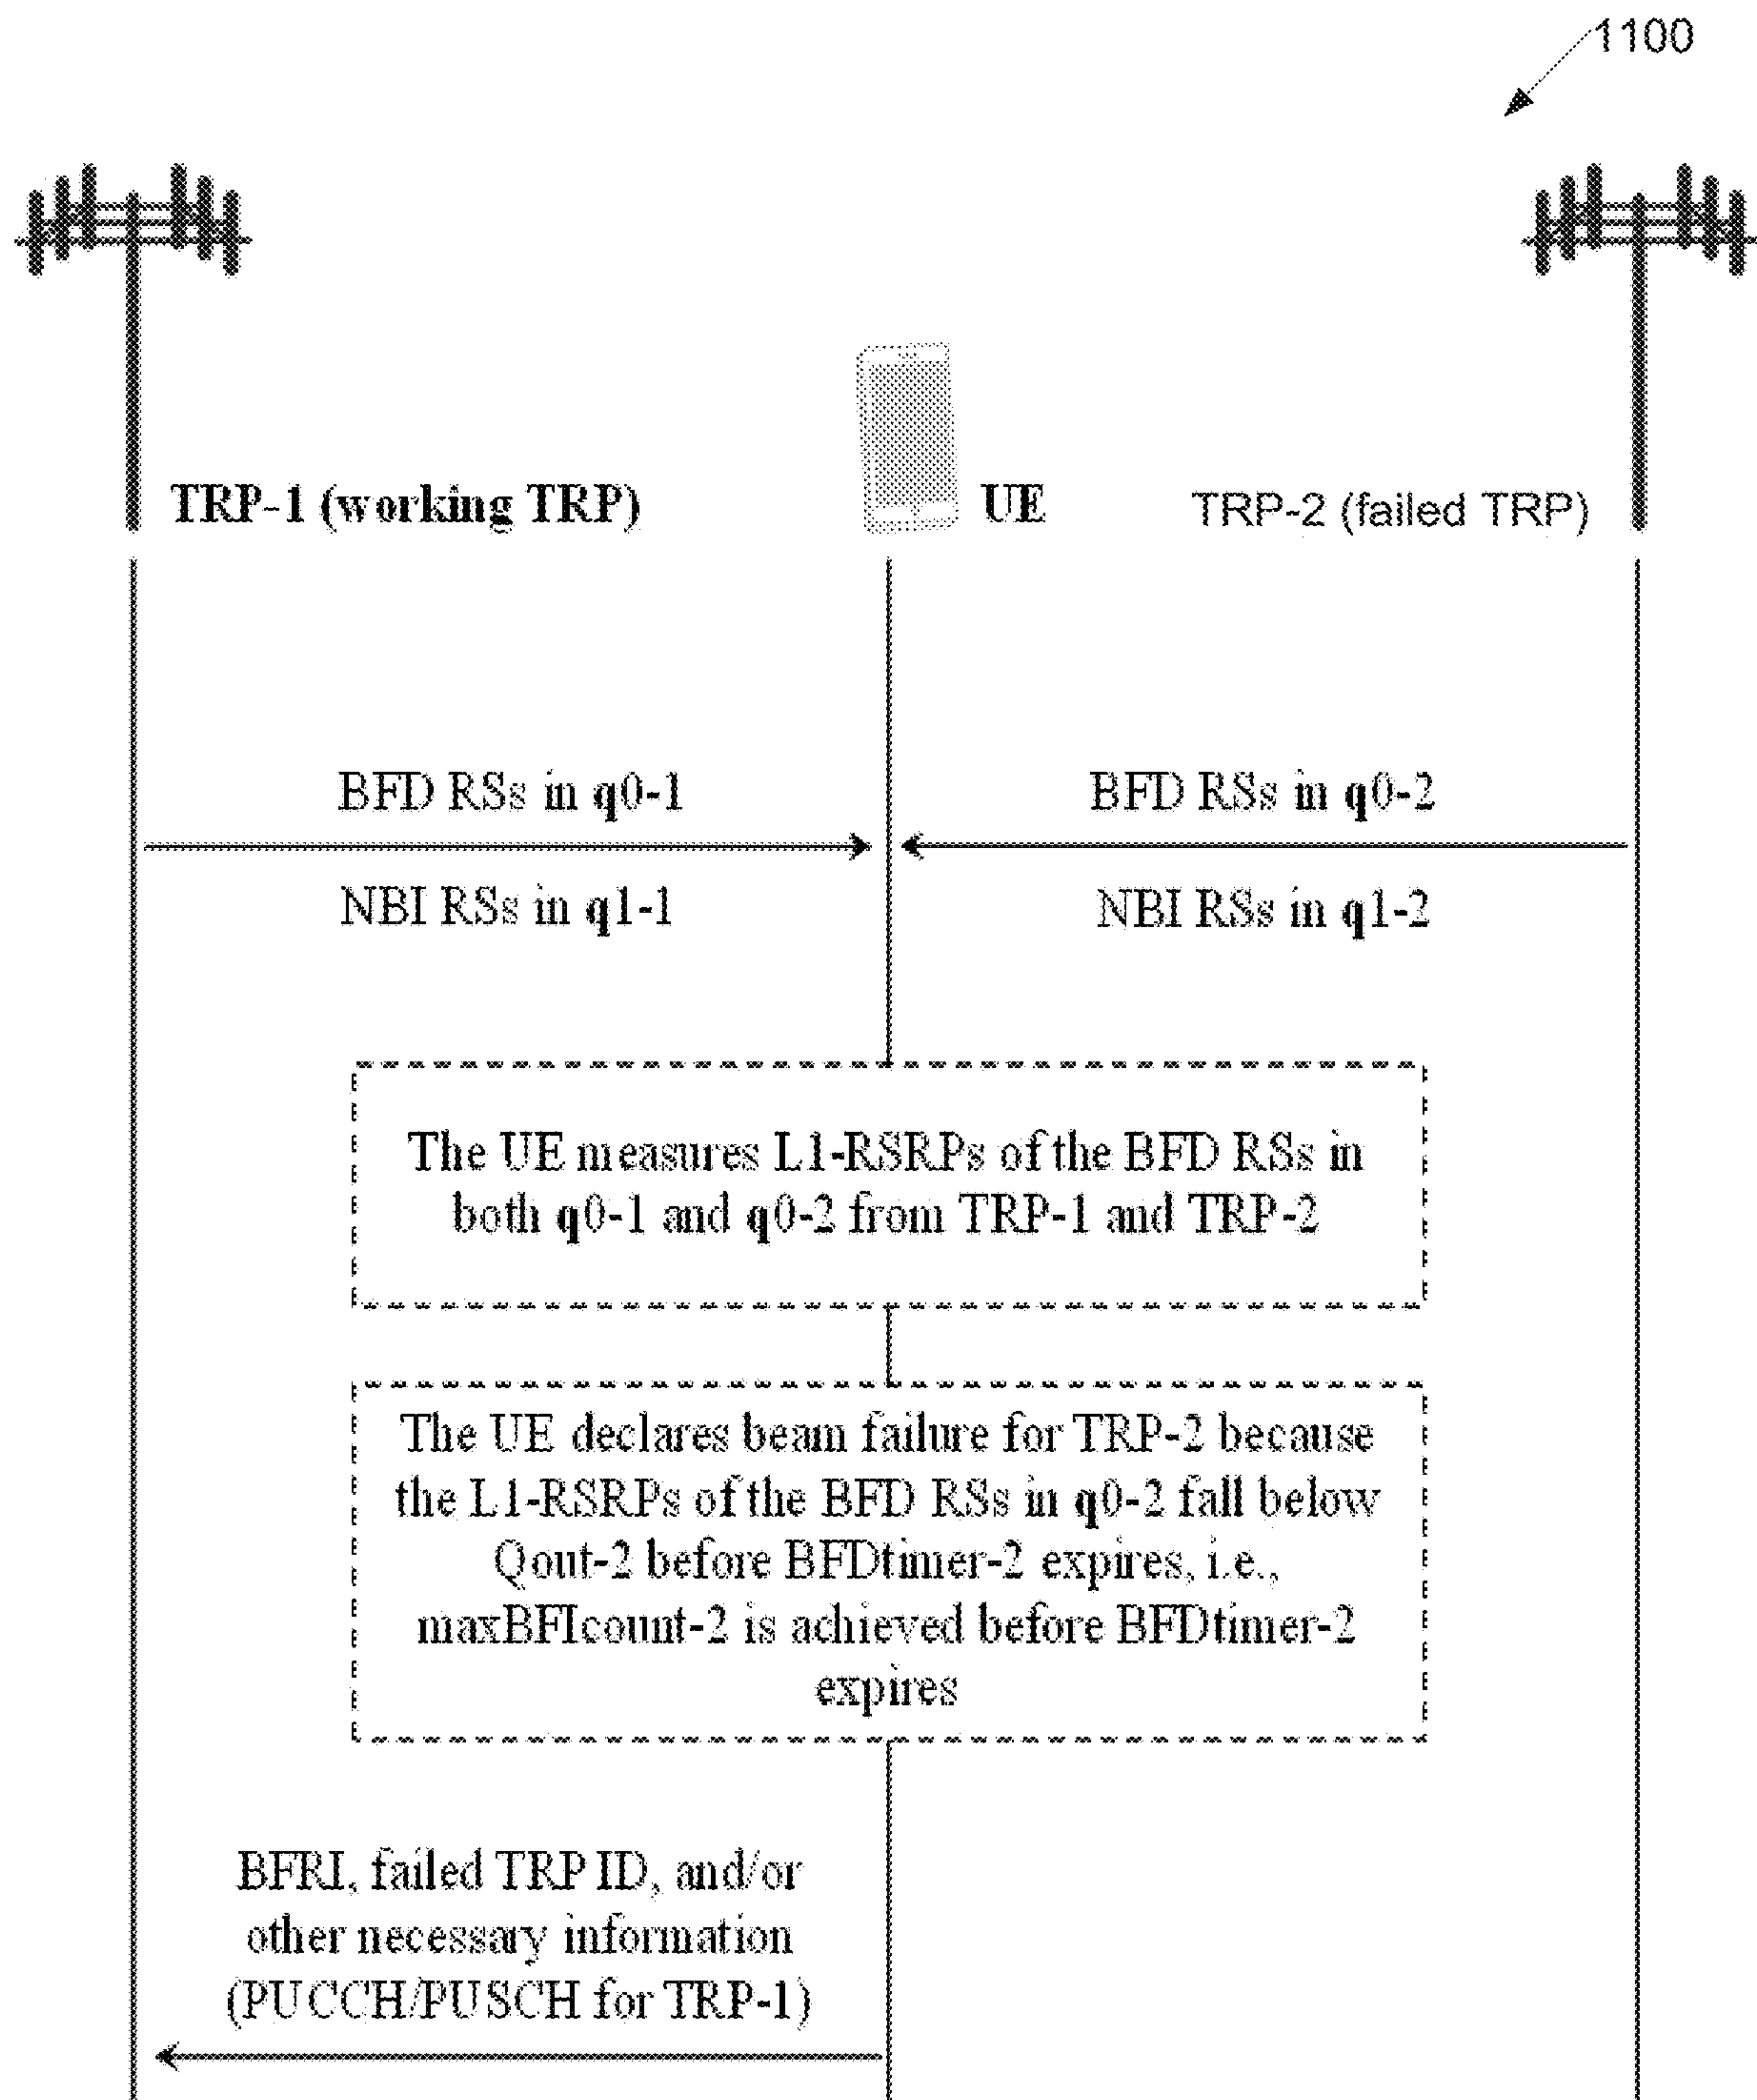 1100
TRP-1 (working TRP)
UE
TRP-2 (failed TRP)
BFD RSs in q0-1
BFD RSs in q0-2
NBI RSs in q1-1
NBI RSs in q1-2
The UE measures L1-RSRPs of the BFD RSs in
both q0-1 and q0-2 from TRP-1 and TRP-2
The UE declares beam failure for TRP-2 because
the L1-RSRPs of the BFD RSs in q0-2 fall below
Qout-2 before BFDtimer-2 expires, i.e.,
maxBFIcount-2 is achieved before BFDtimer-2
expires
BFRI, failed TRP ID, and/or
other necessary information
(PUCCH/PUSCH for TRP-1)